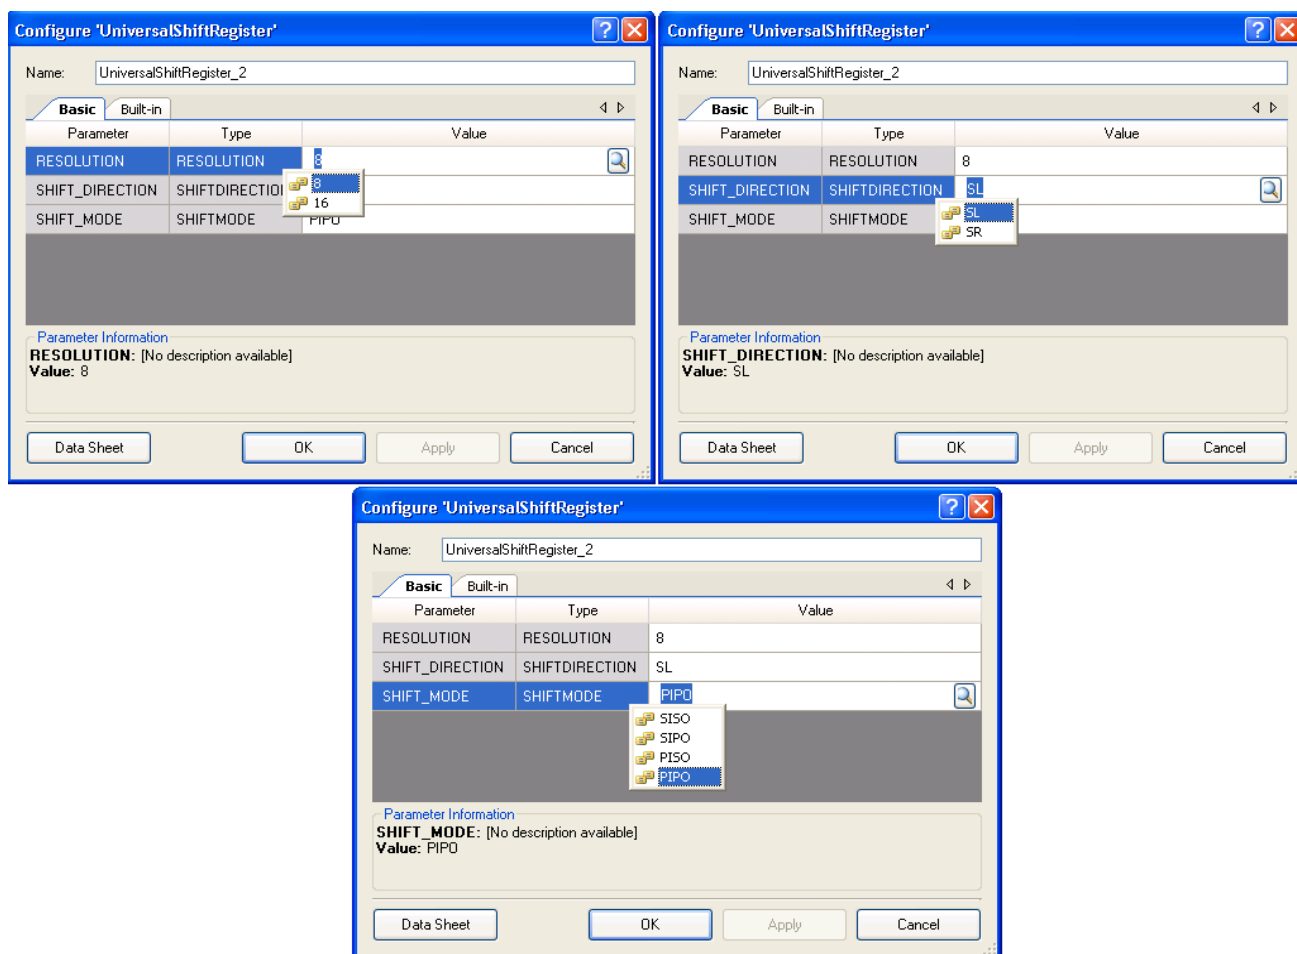 Configure 'UniversalShiftRegister'
Name: UniversalShiftRegister_2
Basic Built-in
Parameter Type Value
RESOLUTION RESOLUTION 8
8
SHIFT_DIRECTION
16
SHIFT_MODE SHIFTMODE PIPO
Parameter Information
RESOLUTION: [No description available]
Value: 8
Data Sheet OK Apply Cancel
Configure 'UniversalShiftRegister'
Name: UniversalShiftRegister_2
Basic Built-in
Parameter Type Value
RESOLUTION RESOLUTION 8
SHIFT_DIRECTION SHIFTDIRECTION SL
SL
SHIFT_MODE SHIFTMODE
SR
Parameter Information
SHIFT_DIRECTION: [No description available]
Value: SL
Data Sheet OK Apply Cancel
Configure 'UniversalShiftRegister'
Name: UniversalShiftRegister_2
Basic Built-in
Parameter Type Value
RESOLUTION RESOLUTION 8
SHIFT_DIRECTION SHIFTDIRECTION SL
SHIFT_MODE SHIFTMODE PIPO
SISO
SIPO
PISO
PIPO
Parameter Information
SHIFT_MODE: [No description available]
Value: PIPO
Data Sheet OK Apply Cancel